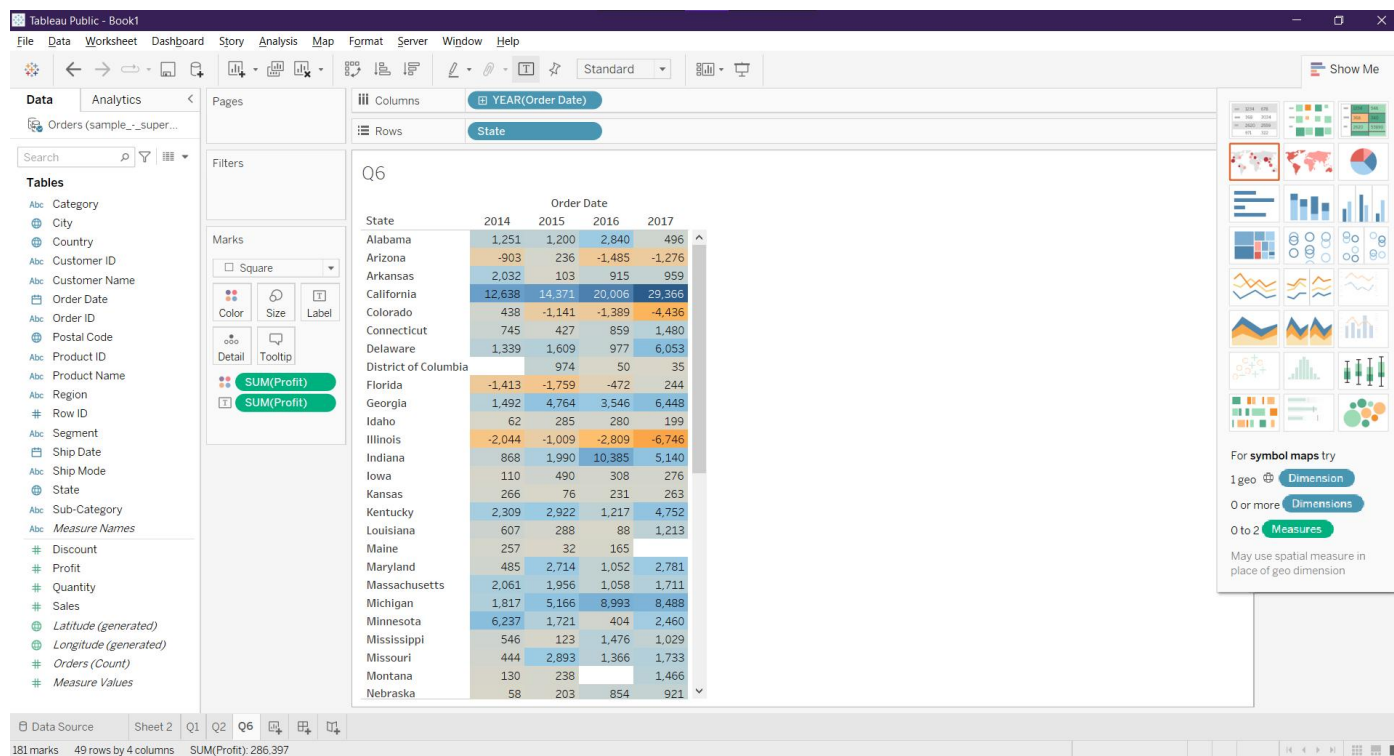 Tableau Public - Book1
File Data Worksheet Dashboard Story Analysis Map Format Server Window Help
Standard
Show Me
Data Analytics
Orders (sample_-_super...
Search
Tables
Abc Category
City
Country
Abc Customer ID
Abc Customer Name
Order Date
Abc Order ID
Postal Code
Abc Product ID
Abc Product Name
Abc Region
# Row ID
Abc Segment
Ship Date
Abc Ship Mode
State
Abc Sub-Category
Abc Measure Names
# Discount
# Profit
# Quantity
# Sales
Latitude (generated)
Longitude (generated)
# Orders (Count)
# Measure Values
Pages
Filters
Marks
Square
Color Size Label
Detail Tooltip
SUM(Profit)
T SUM(Profit)
Columns YEAR(Order Date)
Rows State
Q6
Order Date
State 2014 2015 2016 2017
Alabama 1,251 1,200 2,840 496
Arizona -903 236 -1,485 -1,276
Arkansas 2,032 103 915 959
California 12,638 14,371 20,006 29,366
Colorado 438 -1,141 -1,389 -4,436
Connecticut 745 427 859 1,480
Delaware 1,339 1,609 977 6,053
District of Columbia 974 50 35
Florida -1,413 -1,759 -472 244
Georgia 1,492 4,764 3,546 6,448
Idaho 62 285 280 199
Illinois -2,044 -1,009 -2,809 -6,746
Indiana 868 1,990 10,385 5,140
Iowa 110 490 308 276
Kansas 266 76 231 263
Kentucky 2,309 2,922 1,217 4,752
Louisiana 607 288 88 1,213
Maine 257 32 165
Maryland 485 2,714 1,052 2,781
Massachusetts 2,061 1,956 1,058 1,711
Michigan 1,817 5,166 8,993 8,488
Minnesota 6,237 1,721 404 2,460
Mississippi 546 123 1,476 1,029
Missouri 444 2,893 1,366 1,733
Montana 130 238 1,466
Nebraska 58 203 854 921
For symbol maps try
1 geo Dimension
0 or more Dimensions
0 to 2 Measures
May use spatial measure in
place of geo dimension
Data Source Sheet 2 Q1 Q2 Q6
181 marks 49 rows by 4 columns SUM(Profit): 286,397